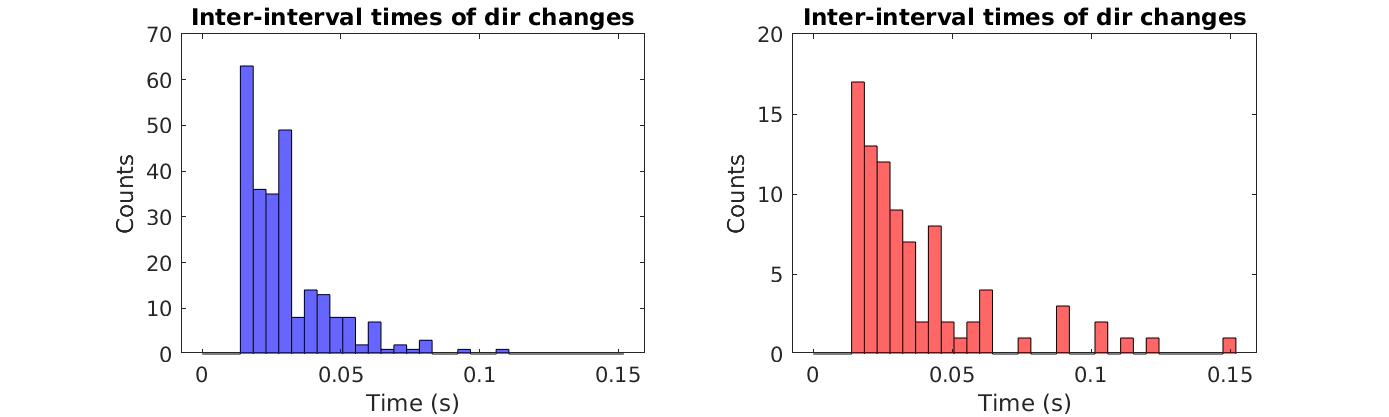 Inter-interval times of dir changes
70
60
50
40
30
20
10
0
Counts
0 0.05 0.1 0.15
Time (s)
Inter-interval times of dir changes
20
15
10
5
0
Counts
0 0.05 0.1 0.15
Time (s)